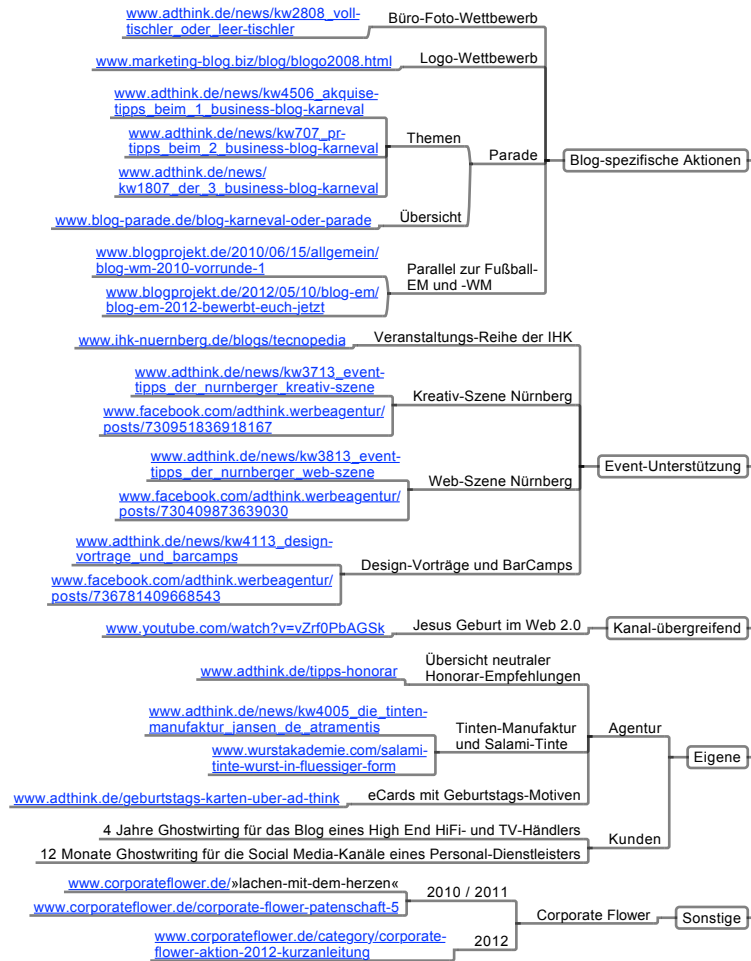 www.adthink.de/news/kw2808_voll-
tischler_oder_leer-tischler
Büro-Foto-Wettbewerb
www.marketing-blog.biz/blog/blogo2008.html
Logo-Wettbewerb
www.adthink.de/news/kw4506_akquise-
tipps_beim_1_business-blog-karneval
www.adthink.de/news/kw707_pr-
tipps_beim_2_business-blog-karneval
www.adthink.de/news/
kw1807_der_3_business-blog-karneval
Themen
Parade
Blog-spezifische Aktionen
www.blog-parade.de/blog-karneval-oder-parade
Übersicht
www.blogprojekt.de/2010/06/15/allgemein/
blog-wm-2010-vorrunde-1
www.blogprojekt.de/2012/05/10/blog-em/
blog-em-2012-bewerbt-euch-jetzt
Parallel zur Fußball-
EM und -WM
www.ihk-nuernberg.de/blogs/tecnopedia
Veranstaltungs-Reihe der IHK
www.adthink.de/news/kw3713_event-
tipps_der_nurnberger_kreativ-szene
www.facebook.com/adthink.werbeagentur/
posts/730951836918167
Kreativ-Szene Nürnberg
www.adthink.de/news/kw3813_event-
tipps_der_nurnberger_web-szene
www.facebook.com/adthink.werbeagentur/
posts/730409873639030
Web-Szene Nürnberg
Event-Unterstützung
www.adthink.de/news/kw4113_design-
vortrage_und_barcamps
www.facebook.com/adthink.werbeagentur/
posts/736781409668543
Design-Vorträge und BarCamps
www.youtube.com/watch?v=vZrf0PbAGSk
Jesus Geburt im Web 2.0
Kanal-übergreifend
www.adthink.de/tipps-honorar
Übersicht neutraler
Honorar-Empfehlungen
www.adthink.de/news/kw4005_die_tinten-
manufaktur_jansen_de_atramentis
www.wurstakademie.com/salami-
tinte-wurst-in-fluessiger-form
Tinten-Manufaktur
und Salami-Tinte
Agentur
Eigene
www.adthink.de/geburtstags-karten-uber-ad-think
eCards mit Geburtstags-Motiven
4 Jahre Ghostwirting für das Blog eines High End HiFi- und TV-Händlers
12 Monate Ghostwriting für die Social Media-Kanäle eines Personal-Dienstleisters
Kunden
www.corporateflower.de/»lachen-mit-dem-herzen«
www.corporateflower.de/corporate-flower-patenschaft-5
2010 / 2011
Corporate Flower
Sonstige
www.corporateflower.de/category/corporate-
flower-aktion-2012-kurzanleitung
2012